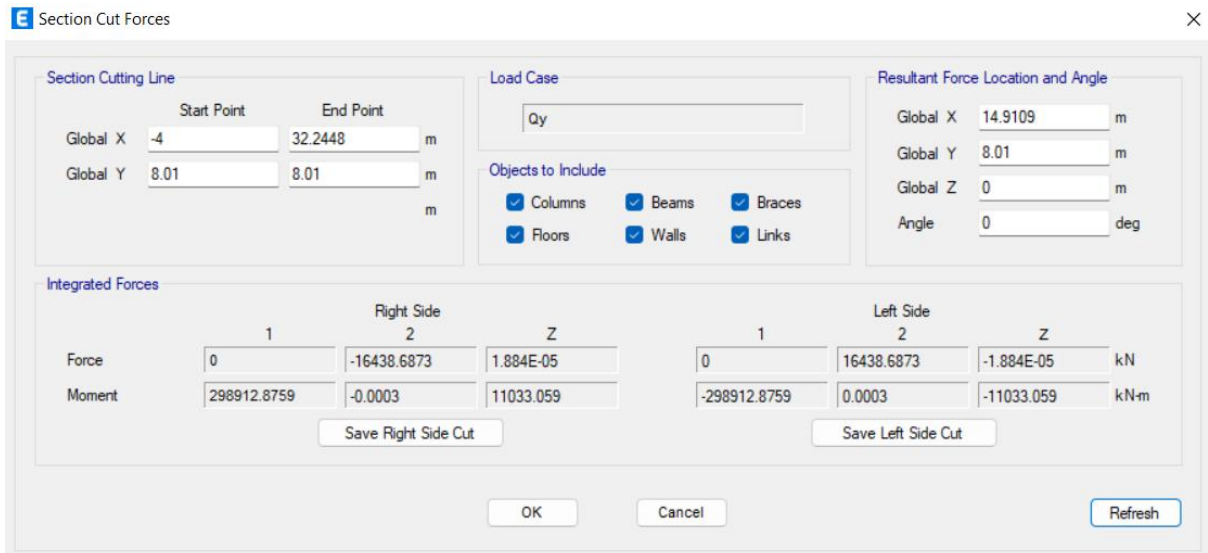 E Section Cut Forces
Section Cutting Line
Start Point End Point
Global X -4 32.2448 m
Global Y 8.01 8.01 m
m
Load Case
Qy
Objects to Include
Columns Beams Braces
Floors Walls Links
Resultant Force Location and Angle
Global X 14.9109 m
Global Y 8.01 m
Global Z 0 m
Angle 0 deg
Integrated Forces
Right Side Left Side
1 2 Z 1 2 Z
Force 0 -16438.6873 1.884E-05 0 16438.6873 -1.884E-05 kN
Moment 298912.8759 -0.0003 11033.059 -298912.8759 0.0003 -11033.059 kN-m
Save Right Side Cut Save Left Side Cut
OK Cancel Refresh